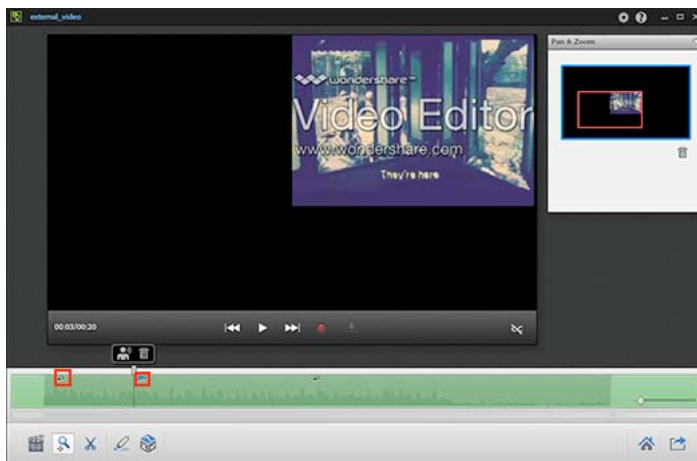 external_video
Pan & Zoom
wondershare™
Video Editor
www.wondershare.com
They're here
00:03/00:20